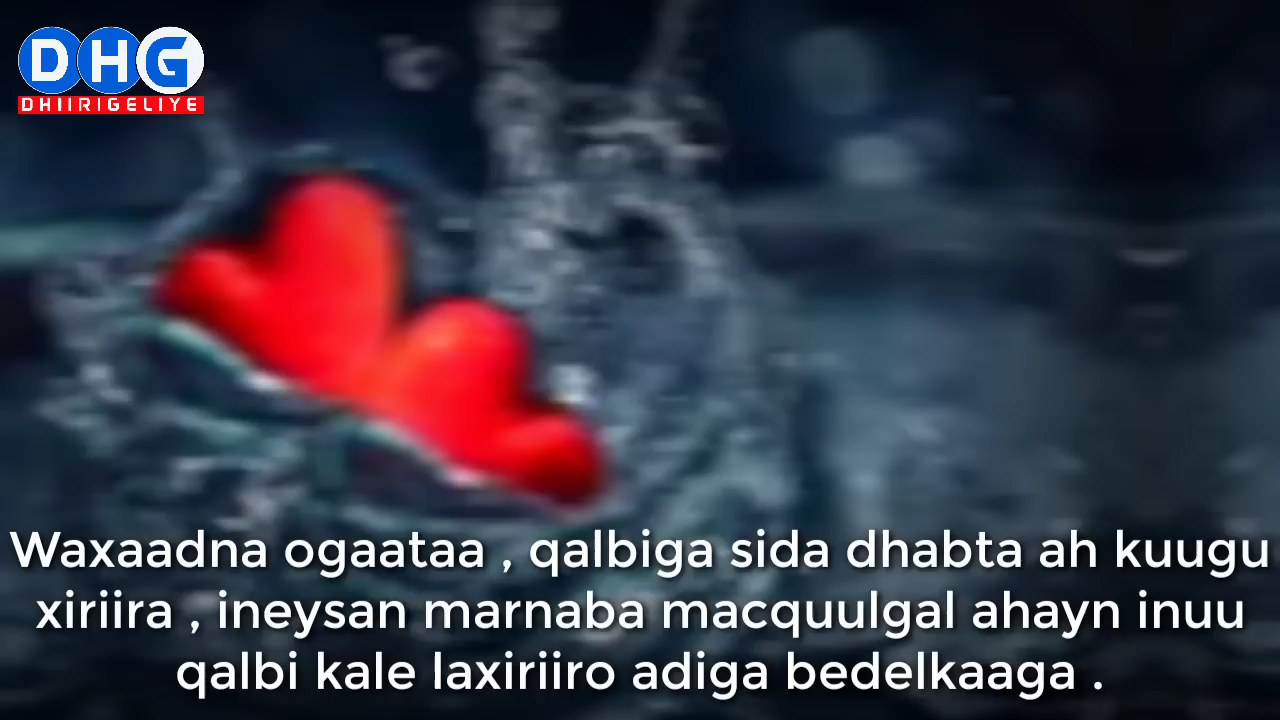 DHG
DHIIRIGELIYE
Waxaadna ogaataa , qalbiga sida dhabta ah kuugu
xiriira , ineysan marnaba macquulgal ahayn inuu
qalbi kale laxiriiro adiga bedelkaaga .